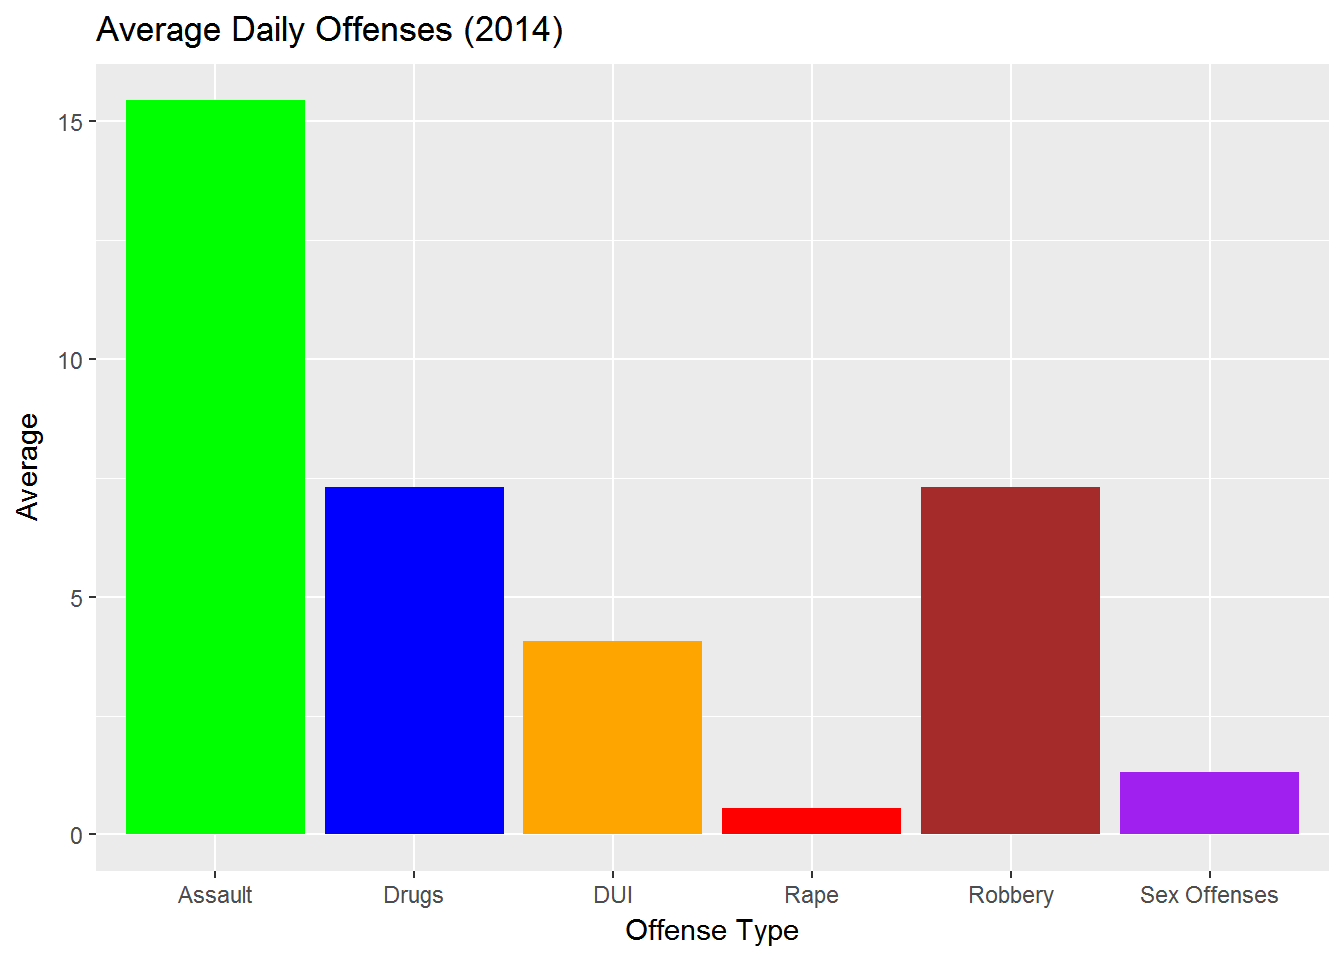 Average Daily Offenses (2014)
15
10
5
0
Average
Assault Drugs DUI Rape Robbery Sex Offenses
Offense Type